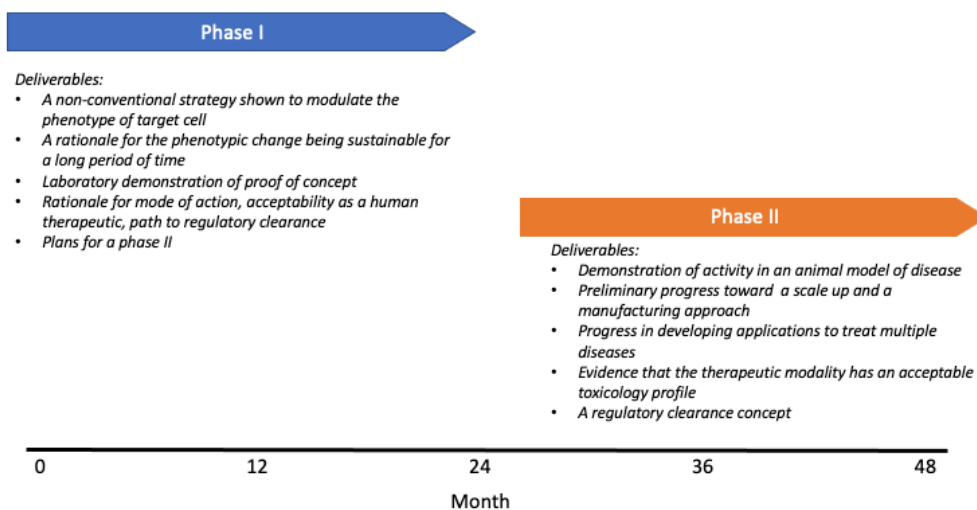 Phase I
Deliverables:
• A non-conventional strategy shown to modulate the
phenotype of target cell
• A rationale for the phenotypic change being sustainable for
a long period of time
• Laboratory demonstration of proof of concept
• Rationale for mode of action, acceptability as a human
therapeutic, path to regulatory clearance
• Plans for a phase II
Phase II
Deliverables:
• Demonstration of activity in an animal model of disease
• Preliminary progress toward a scale up and a
manufacturing approach
• Progress in developing applications to treat multiple
diseases
• Evidence that the therapeutic modality has an acceptable
toxicology profile
• A regulatory clearance concept
0 12 24 36 48
Month